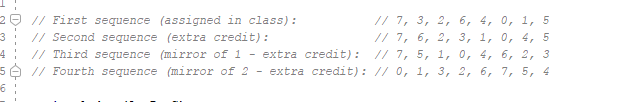 2 // First sequence (assigned in class): // 7, 3, 2, 6, 4, 0, 1, 5
3 // Second sequence (extra credit): // 7, 6, 2, 3, 1, 0, 4, 5
4 // Third sequence (mirror of 1 - extra credit): // 7, 5, 1, 0, 4, 6, 2, 3
5 // Fourth sequence (mirror of 2 - extra credit): // 0, 1, 3, 2, 6, 7, 5, 4
6